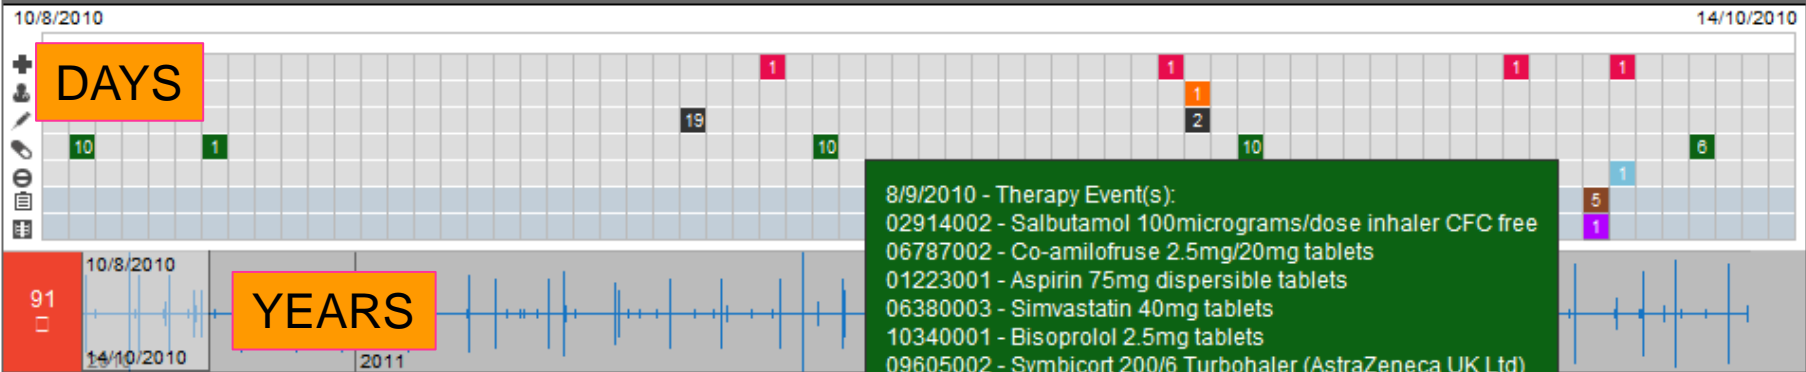 10/8/2010 14/10/2010
DAYS
1 1 1 1
1
19 2
10 1 10 10 6
1
5
1
8/9/2010 - Therapy Event(s):
02914002 - Salbutamol 100micrograms/dose inhaler CFC free
06787002 - Co-amilofruse 2.5mg/20mg tablets
01223001 - Aspirin 75mg dispersible tablets
06380003 - Simvastatin 40mg tablets
10340001 - Bisoprolol 2.5mg tablets
09605002 - Symbicort 200/6 Turbohaler (AstraZeneca UK Ltd)
10/8/2010
91
YEARS
14/10/2010 2011